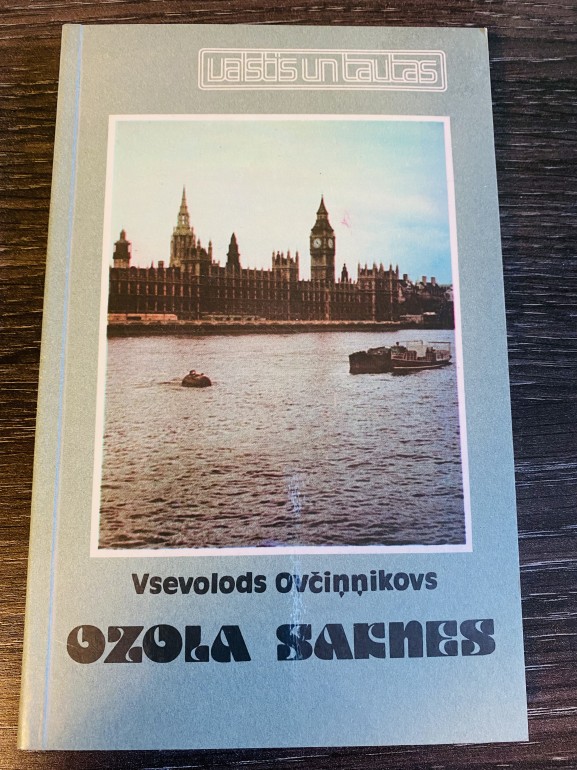 valstis un tautas
Vsevolods Ovčiņņikovs
OZOLA SAKNES